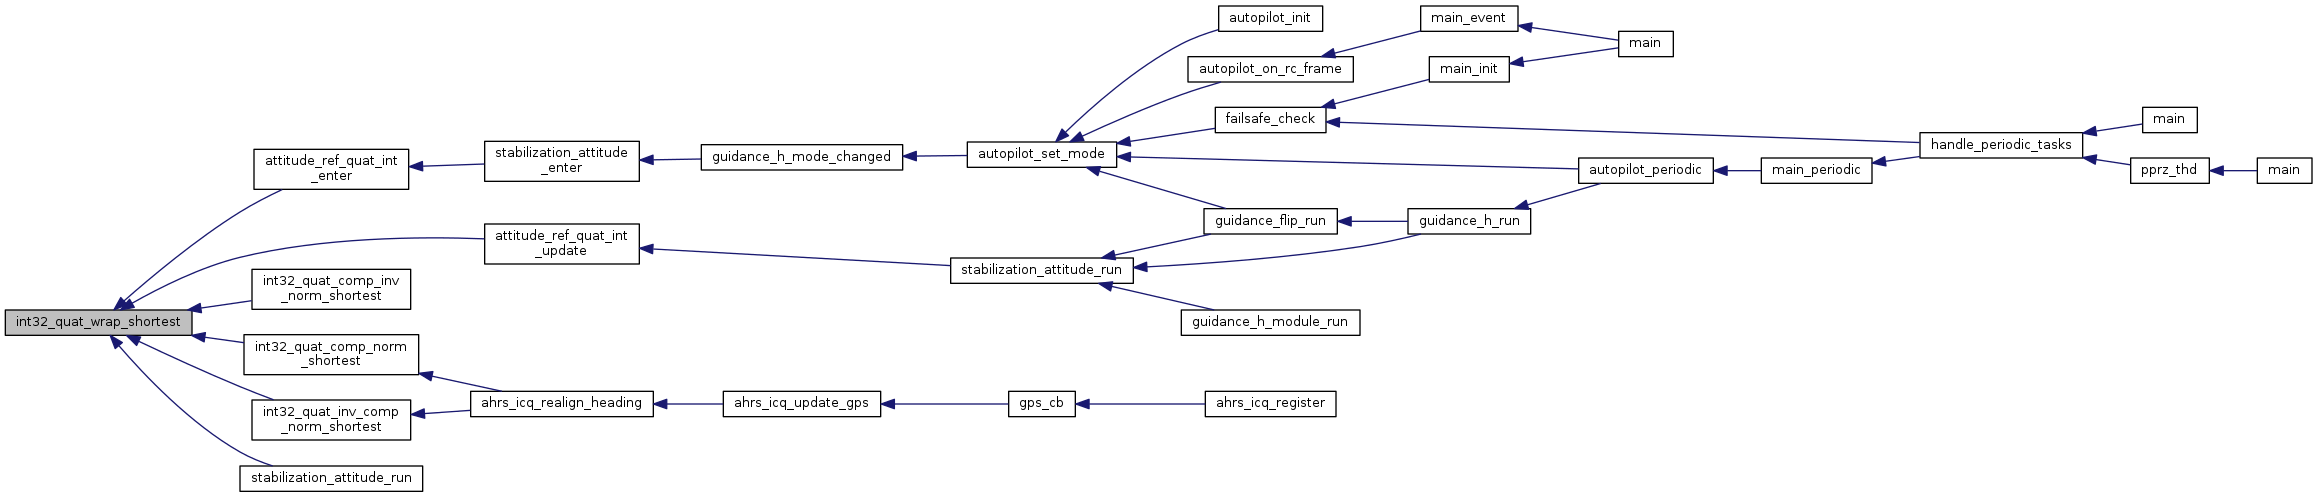 int32_quat_wrap_shortest
attitude_ref_quat_int
_enter
attitude_ref_quat_int
_update
int32_quat_comp_inv
_norm_shortest
int32_quat_comp_norm
_shortest
int32_quat_inv_comp
_norm_shortest
stabilization_attitude_run
stabilization_attitude
_enter
guidance_h_mode_changed
autopilot_set_mode
stabilization_attitude_run
ahrs_icq_realign_heading
ahrs_icq_update_gps
gps_cb
ahrs_icq_register
autopilot_init
autopilot_on_rc_frame
failsafe_check
guidance_flip_run
guidance_h_module_run
main_event
main_init
guidance_h_run
main
autopilot_periodic
main_periodic
handle_periodic_tasks
main
pprz_thd
main